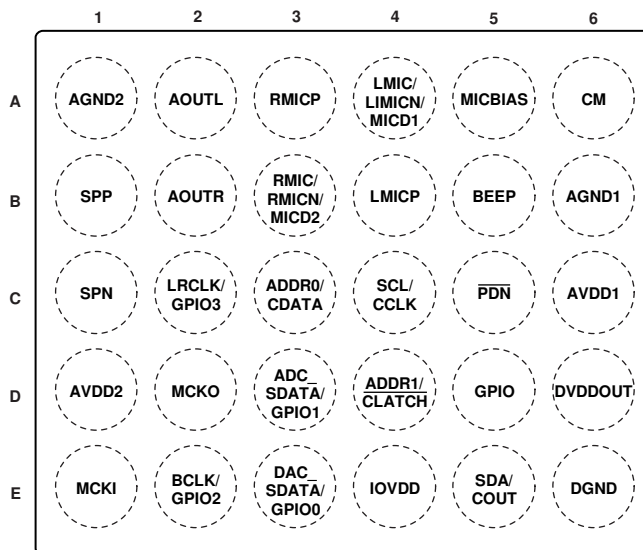 1 2 3 4 5 6
A
AGND2
AOUTL
RMICP
LMIC/
LIMICN/
MICD1
MICBIAS
CM
B
SPP
AOUTR
RMIC/
RMICN/
MICD2
LMICP
BEEP
AGND1
C
SPN
LRCLK/
GPIO3
ADDR0/
CDATA
SCL/
CCLK
PDN
AVDD1
D
AVDD2
MCKO
ADC_
SDATA/
GPIO1
ADDR1/
CLATCH
GPIO
DVDDOUT
E
MCKI
BCLK/
GPIO2
DAC_
SDATA/
GPIO0
IOVDD
SDA/
COUT
DGND